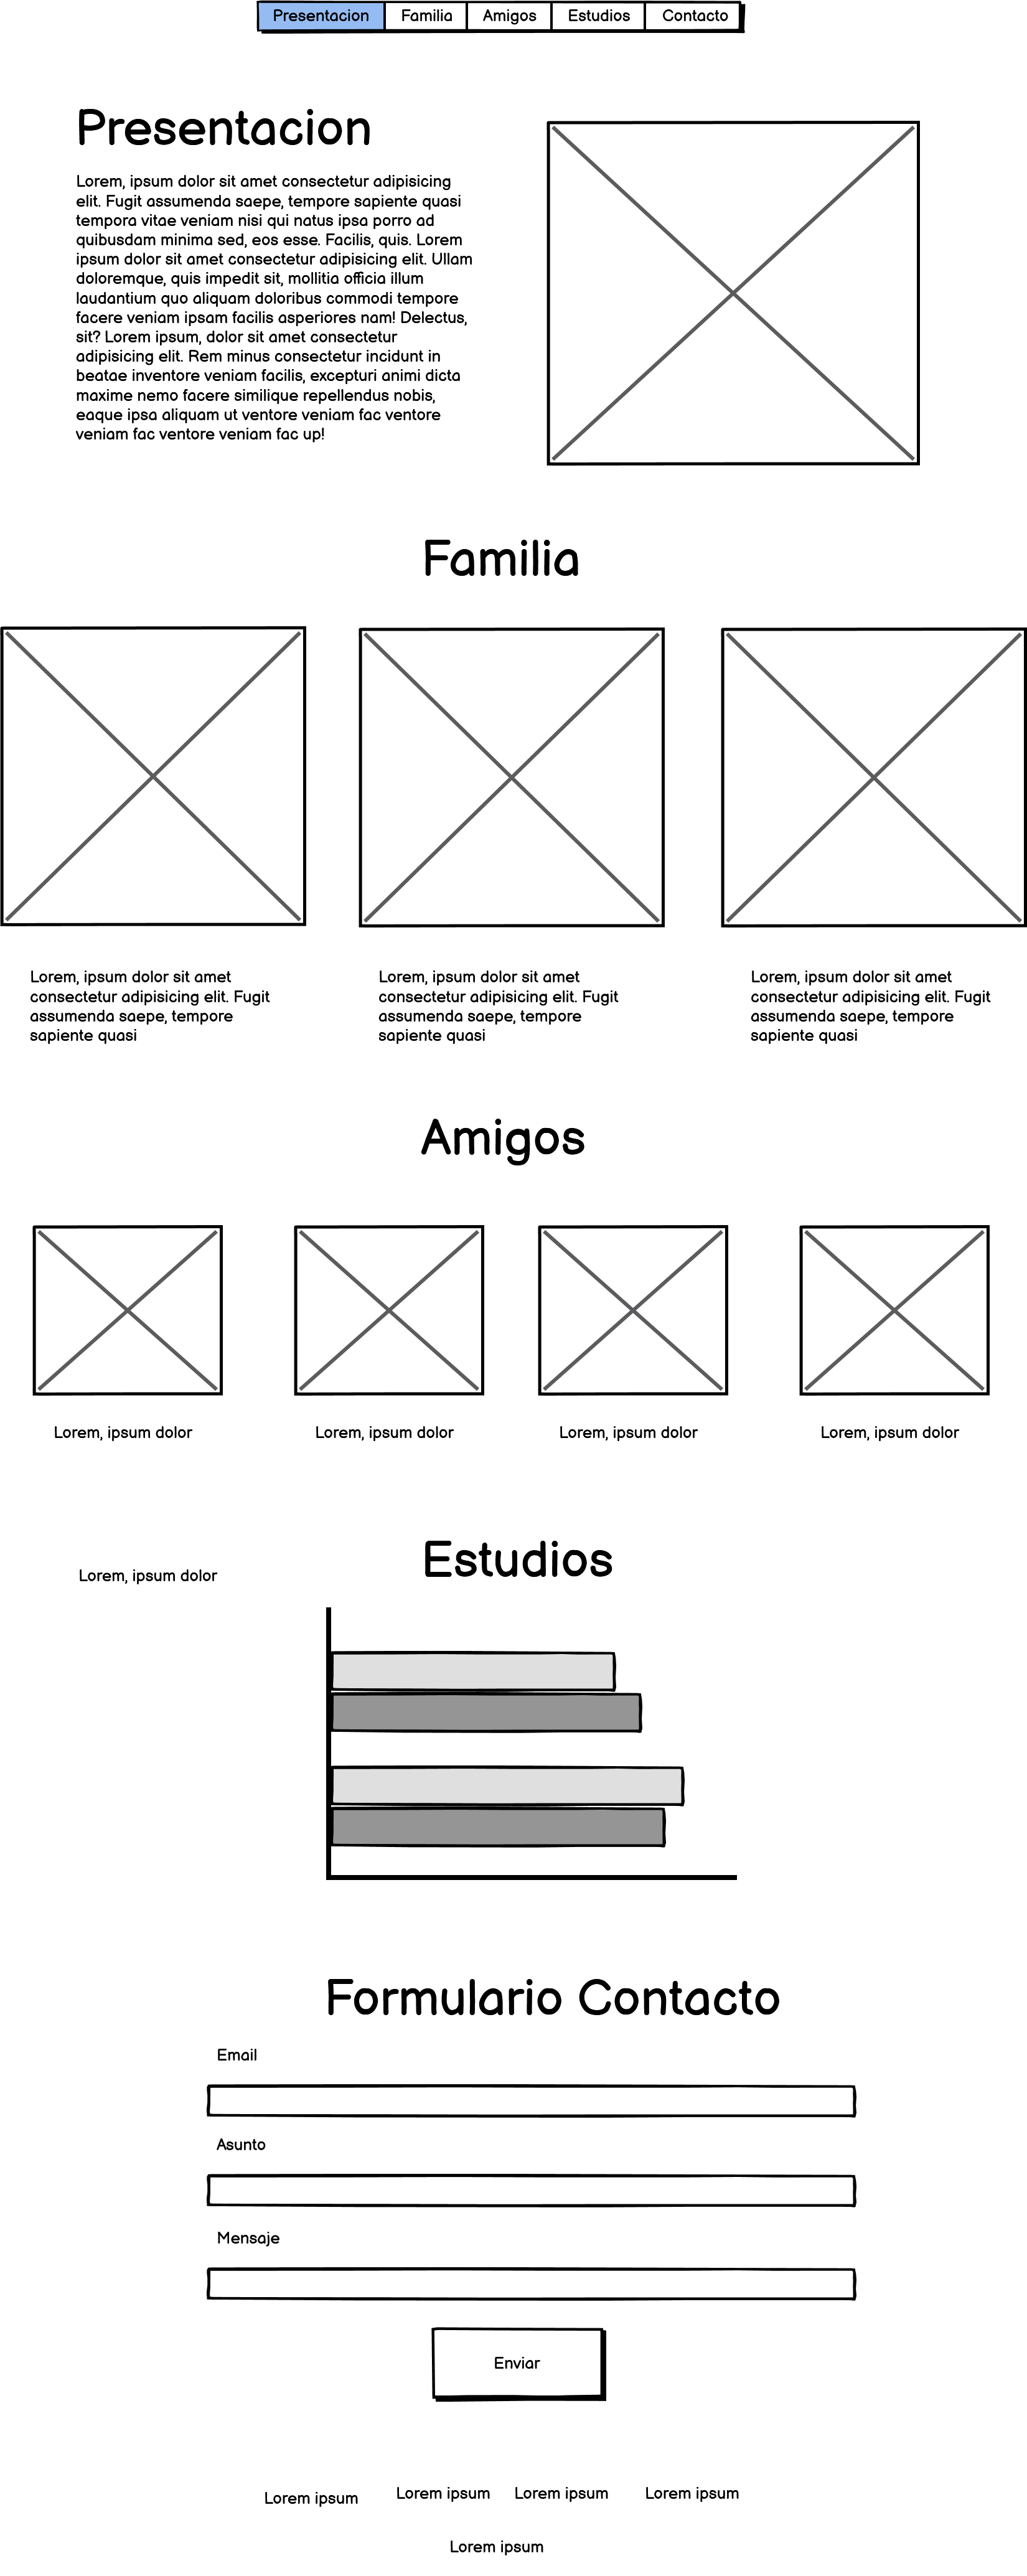 Presentacion Familia Amigos Estudios Contacto
Presentacion
Lorem, ipsum dolor sit amet consectetur adipisicing
elit. Fugit assumenda saepe, tempore sapiente quasi
tempora vitae veniam nisi qui natus ipsa porro ad
quibusdam minima sed, eos esse. Facilis, quis. Lorem
ipsum dolor sit amet consectetur adipisicing elit. Ullam
doloremque, quis impedit sit, mollitia officia illum
laudantium quo aliquam doloribus commodi tempore
facere veniam ipsam facilis asperiores nam! Delectus,
sit? Lorem ipsum, dolor sit amet consectetur
adipisicing elit. Rem minus consectetur incidunt in
beatae inventore veniam facilis, excepturi animi dicta
maxime nemo facere similique repellendus nobis,
eaque ipsa aliquam ut ventore veniam fac ventore
veniam fac ventore veniam fac up!
Familia
Lorem, ipsum dolor sit amet
consectetur adipisicing elit. Fugit
assumenda saepe, tempore
sapiente quasi
Lorem, ipsum dolor sit amet
consectetur adipisicing elit. Fugit
assumenda saepe, tempore
sapiente quasi
Lorem, ipsum dolor sit amet
consectetur adipisicing elit. Fugit
assumenda saepe, tempore
sapiente quasi
Amigos
Lorem, ipsum dolor
Lorem, ipsum dolor
Lorem, ipsum dolor
Lorem, ipsum dolor
Estudios
Lorem, ipsum dolor
Formulario Contacto
Email
Asunto
Mensaje
Enviar
Lorem ipsum
Lorem ipsum
Lorem ipsum
Lorem ipsum
Lorem ipsum